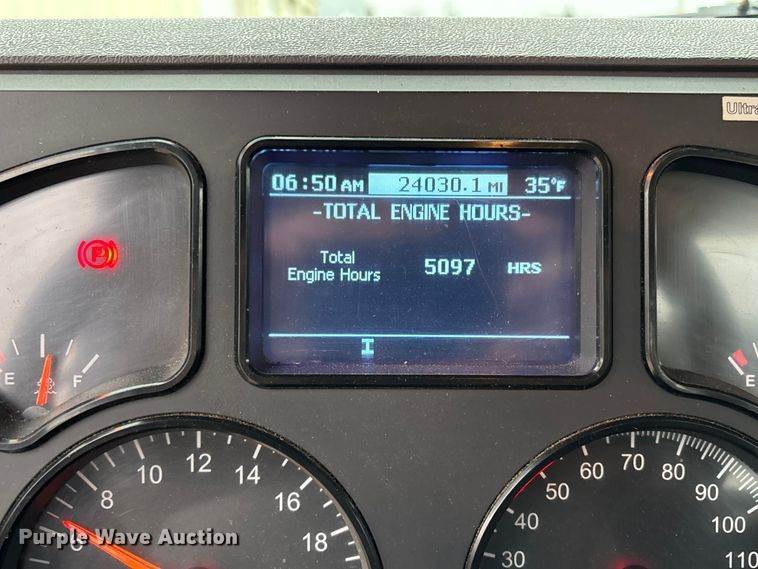 Ultra
06:50 AM 24030.1 MI 35°F
-TOTAL ENGINE HOURS-
Total
Engine Hours 5097 HRS
P
E F
E
6 8 10 12 14 16 18
30 40 50 60 70 80 90 100 110
Purple Wave Auction